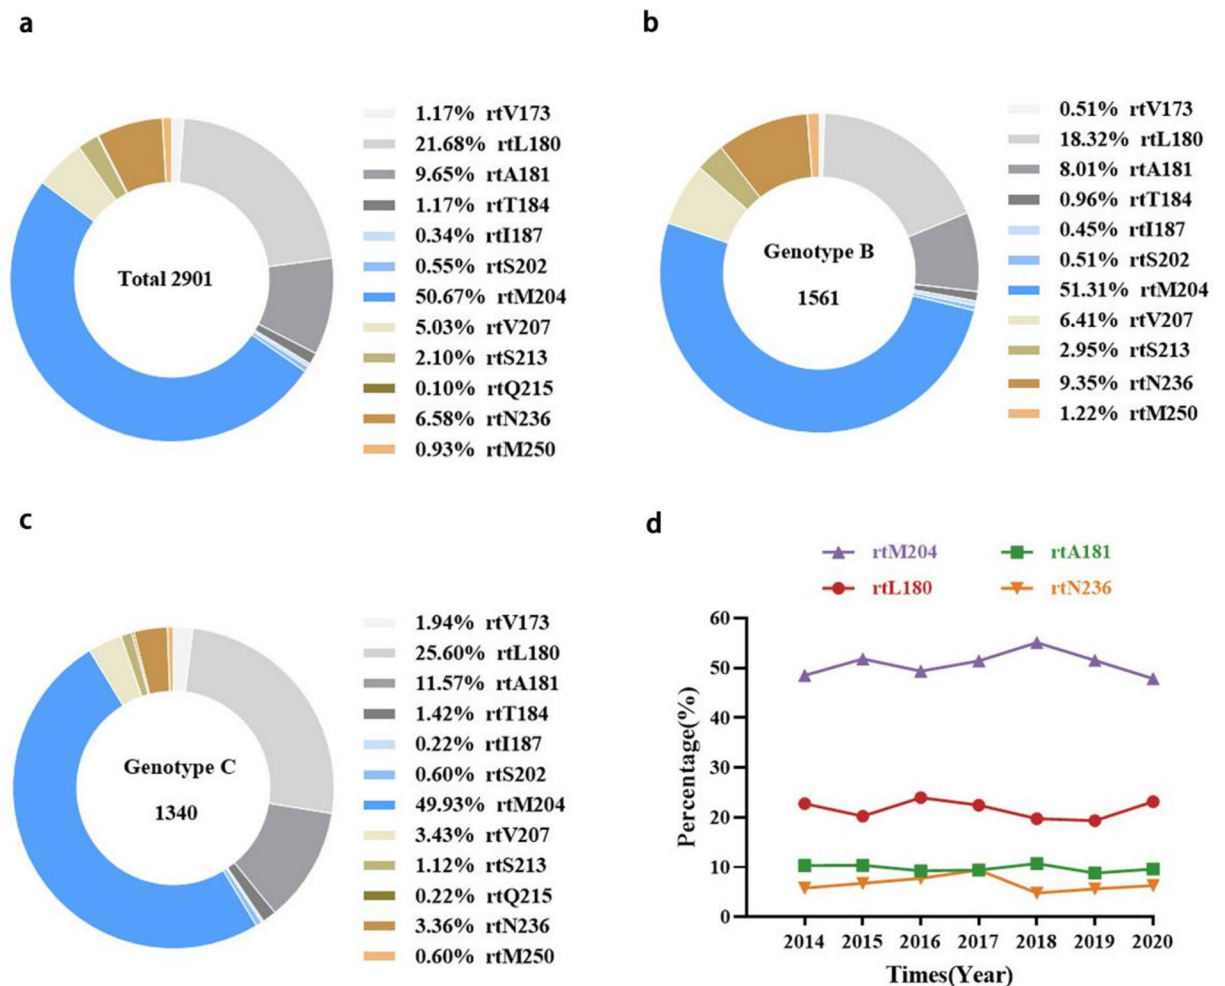 a
1.17% rtV173
21.68% rtL180
9.65% rtA181
1.17% rtT184
0.34% rtI187
0.55% rtS202
50.67% rtM204
5.03% rtV207
2.10% rtS213
0.10% rtQ215
6.58% rtN236
0.93% rtM250
Total 2901
b
0.51% rtV173
18.32% rtL180
8.01% rtA181
0.96% rtT184
0.45% rtI187
0.51% rtS202
51.31% rtM204
6.41% rtV207
2.95% rtS213
9.35% rtN236
1.22% rtM250
Genotype B
1561
c
1.94% rtV173
25.60% rtL180
11.57% rtA181
1.42% rtT184
0.22% rtI187
0.60% rtS202
49.93% rtM204
3.43% rtV207
1.12% rtS213
0.22% rtQ215
3.36% rtN236
0.60% rtM250
Genotype C
1340
d
rtM204 rtA181
rtL180 rtN236
60
50
40
30
20
10
0
Percentage(%)
2014 2015 2016 2017 2018 2019 2020
Times(Year)